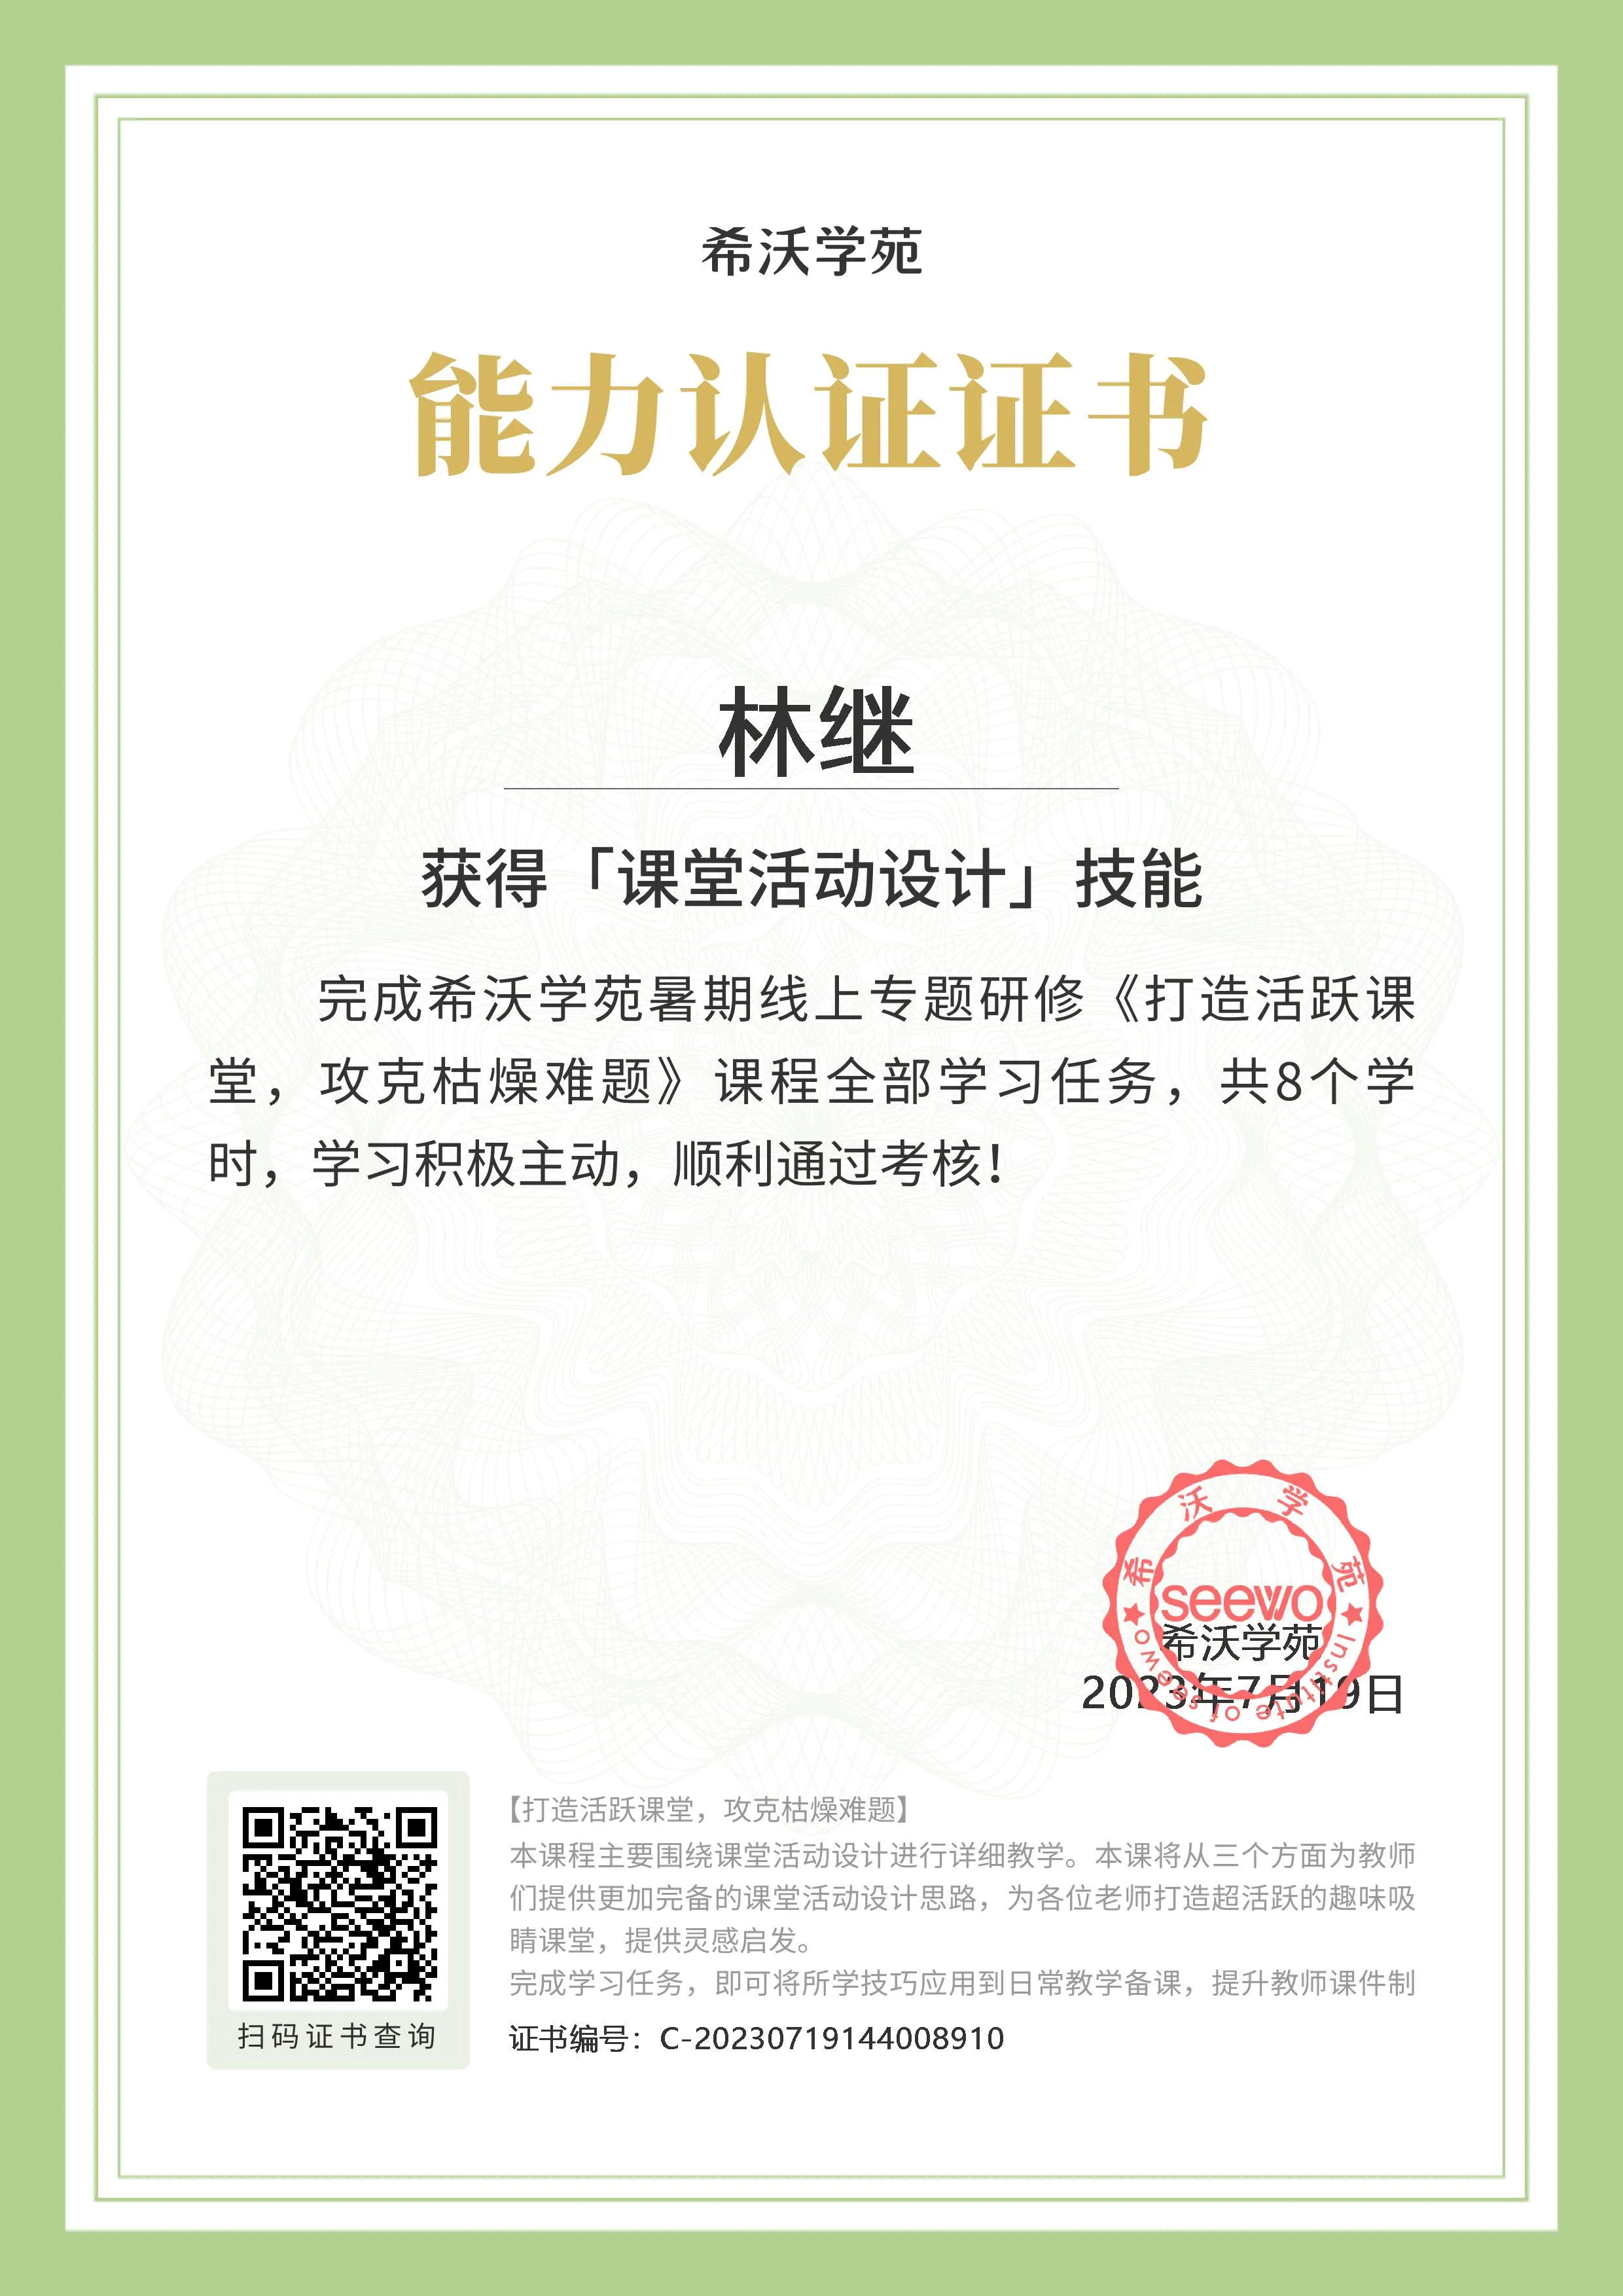 希沃学苑
能力认证证书
林继
获得「课堂活动设计」技能
完成希沃学苑暑期线上专题研修《打造活跃课
堂，攻克枯燥难题》课程全部学习任务，共8个学
时，学习积极主动，顺利通过考核！
希沃学苑
seewo
Institute of seewo
希沃学苑
2023年7月19日
【打造活跃课堂，攻克枯燥难题】
本课程主要围绕课堂活动设计进行详细教学。本课将从三个方面为教师
们提供更加完备的课堂活动设计思路，为各位老师打造超活跃的趣味吸
睛课堂，提供灵感启发。
完成学习任务，即可将所学技巧应用到日常教学备课，提升教师课件制
扫码证书查询
证书编号：C-20230719144008910